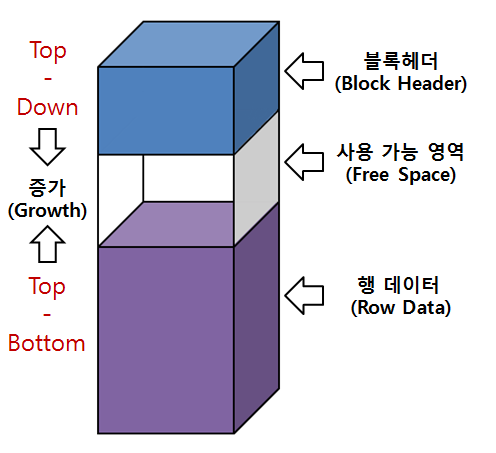 Top
-
Down
증가
(Growth)
Top
-
Bottom
블록헤더
(Block Header)
사용 가능 영역
(Free Space)
행 데이터
(Row Data)